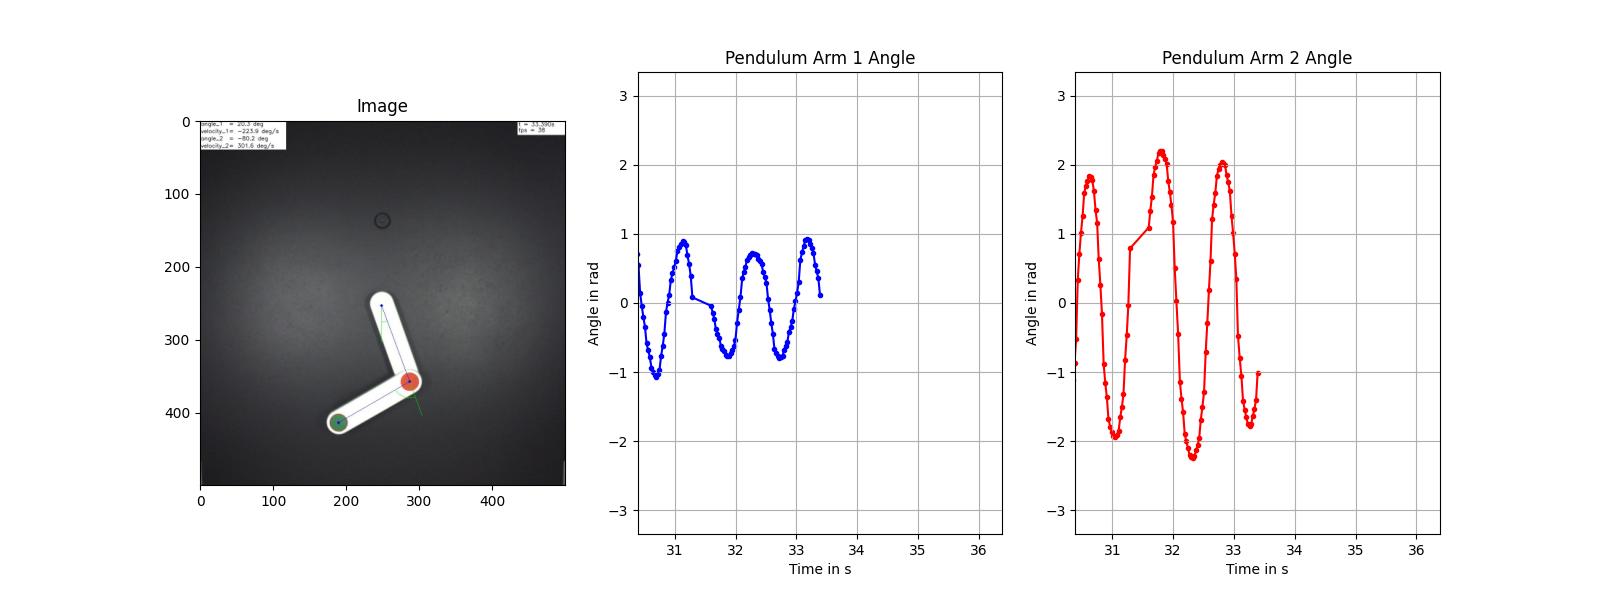 Image
angle_1 = 20.3 deg
velocity_1= -223.9 deg/s
angle_2 = -80.2 deg
velocity_2= 301.6 deg/s
t = 33.390s
fps = 38
0
100
200
300
400
0 100 200 300 400
Pendulum Arm 1 Angle
Angle in rad
3
2
1
0
−1
−2
−3
31 32 33 34 35 36
Time in s
Pendulum Arm 2 Angle
Angle in rad
3
2
1
0
−1
−2
−3
31 32 33 34 35 36
Time in s